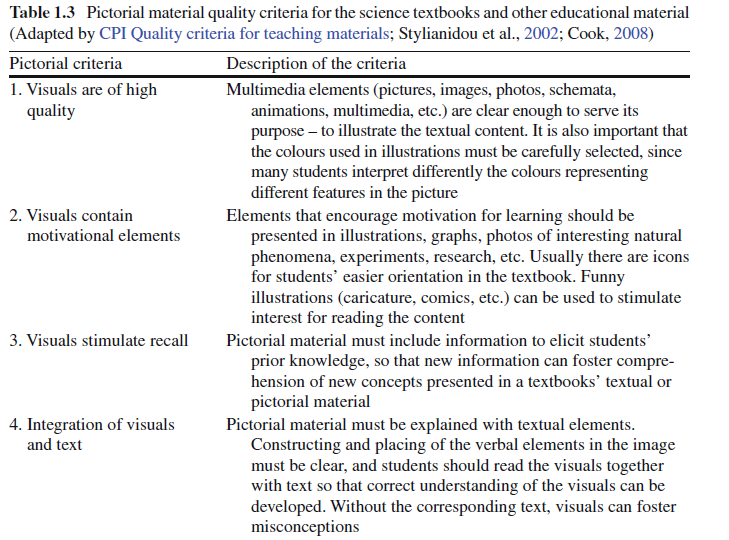 Table 1.3 Pictorial material quality criteria for the science textbooks and other educational material
(Adapted by CPI Quality criteria for teaching materials; Stylianidou et al., 2002; Cook, 2008)
Pictorial criteria Description of the criteria
1. Visuals are of high Multimedia elements (pictures, images, photos, schemata,
quality animations, multimedia, etc.) are clear enough to serve its
purpose – to illustrate the textual content. It is also important that
the colours used in illustrations must be carefully selected, since
many students interpret differently the colours representing
different features in the picture
2. Visuals contain Elements that encourage motivation for learning should be
motivational elements presented in illustrations, graphs, photos of interesting natural
phenomena, experiments, research, etc. Usually there are icons
for students’ easier orientation in the textbook. Funny
illustrations (caricature, comics, etc.) can be used to stimulate
interest for reading the content
3. Visuals stimulate recall Pictorial material must include information to elicit students’
prior knowledge, so that new information can foster compre-
hension of new concepts presented in a textbooks’ textual or
pictorial material
4. Integration of visuals Pictorial material must be explained with textual elements.
and text Constructing and placing of the verbal elements in the image
must be clear, and students should read the visuals together
with text so that correct understanding of the visuals can be
developed. Without the corresponding text, visuals can foster
misconceptions